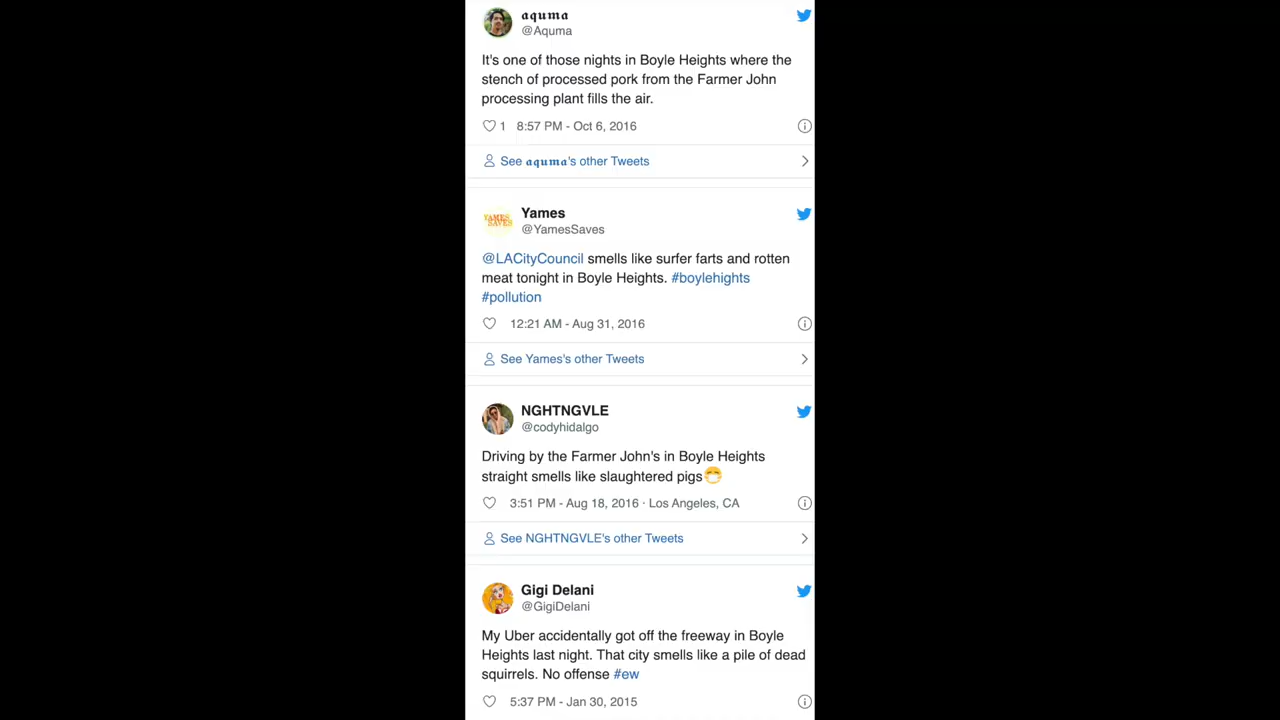 𝖆𝖖𝖚𝖒𝖆
@Aquma
It's one of those nights in Boyle Heights where the
stench of processed pork from the Farmer John
processing plant fills the air.
1 8:57 PM - Oct 6, 2016
See 𝖆𝖖𝖚𝖒𝖆's other Tweets
YAMES
SAVES
Yames
@YamesSaves
@LACityCouncil smells like surfer farts and rotten
meat tonight in Boyle Heights. #boylehights
#pollution
12:21 AM - Aug 31, 2016
See Yames's other Tweets
NGHTNGVLE
@codyhidalgo
Driving by the Farmer John's in Boyle Heights
straight smells like slaughtered pigs😷
3:51 PM - Aug 18, 2016 · Los Angeles, CA
See NGHTNGVLE's other Tweets
Gigi Delani
@GigiDelani
My Uber accidentally got off the freeway in Boyle
Heights last night. That city smells like a pile of dead
squirrels. No offense #ew
5:37 PM - Jan 30, 2015